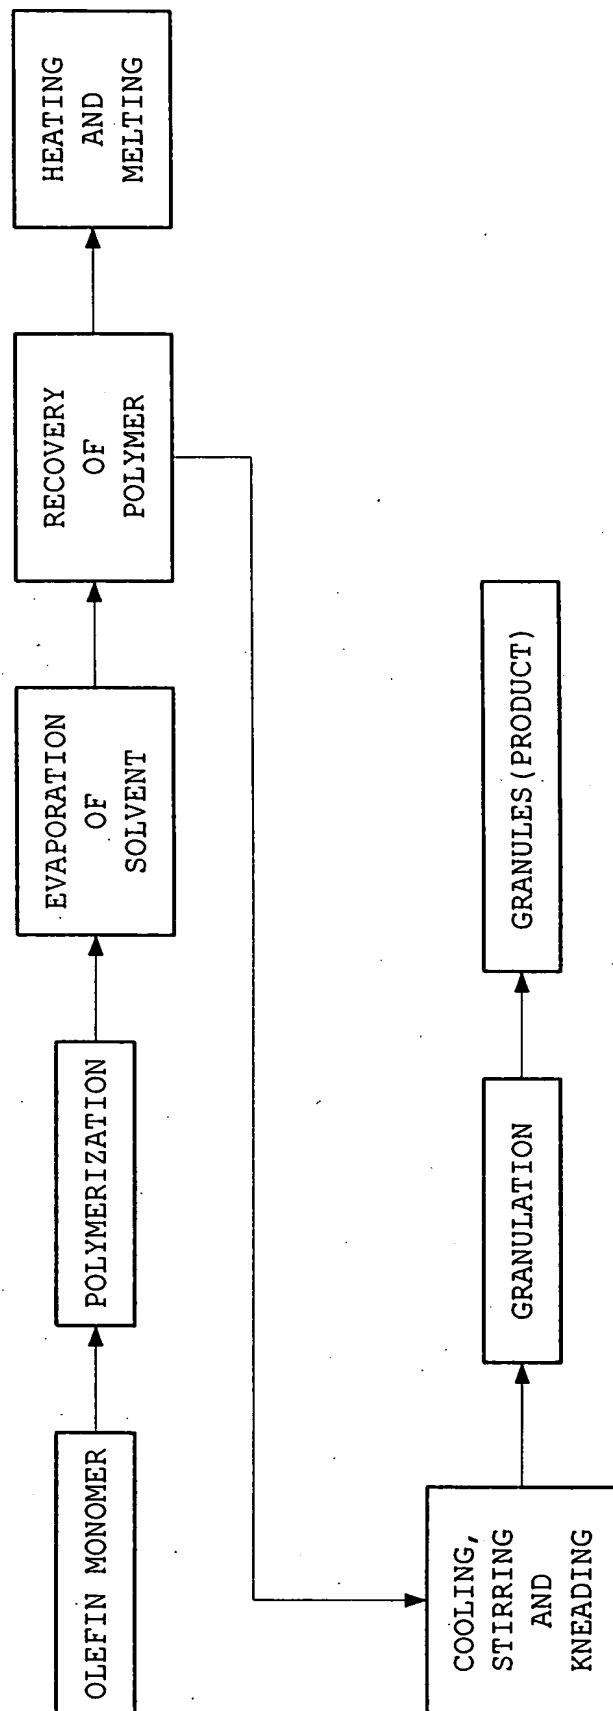 OLEFIN MONOMER
POLYMERIZATION
EVAPORATION
OF
SOLVENT
RECOVERY
OF
POLYMER
HEATING
AND
MELTING
COOLING,
STIRRING
AND
KNEADING
GRANULATION
GRANULES(PRODUCT)